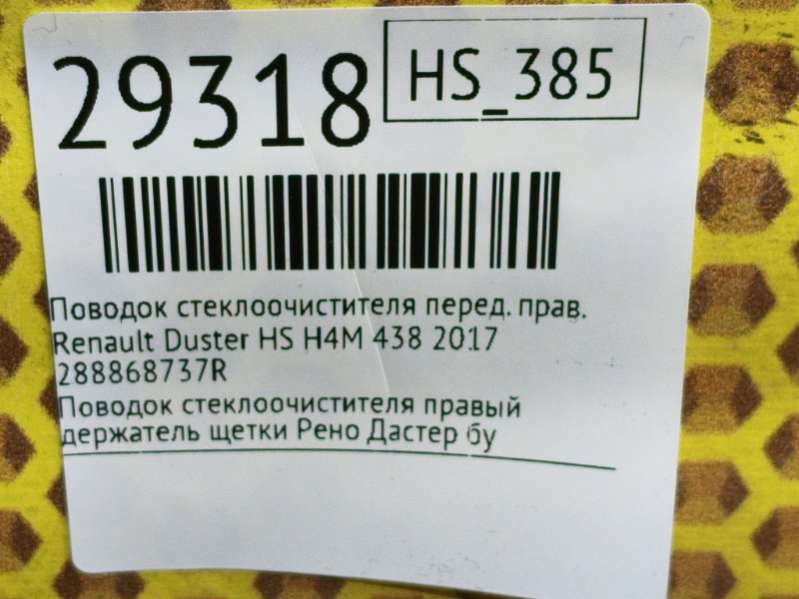 29318 HS_385
Поводок стеклоочистителя перед. прав.
Renault Duster HS H4M 438 2017
288868737R
Поводок стеклоочистителя правый
держатель щетки Рено Дастер бу